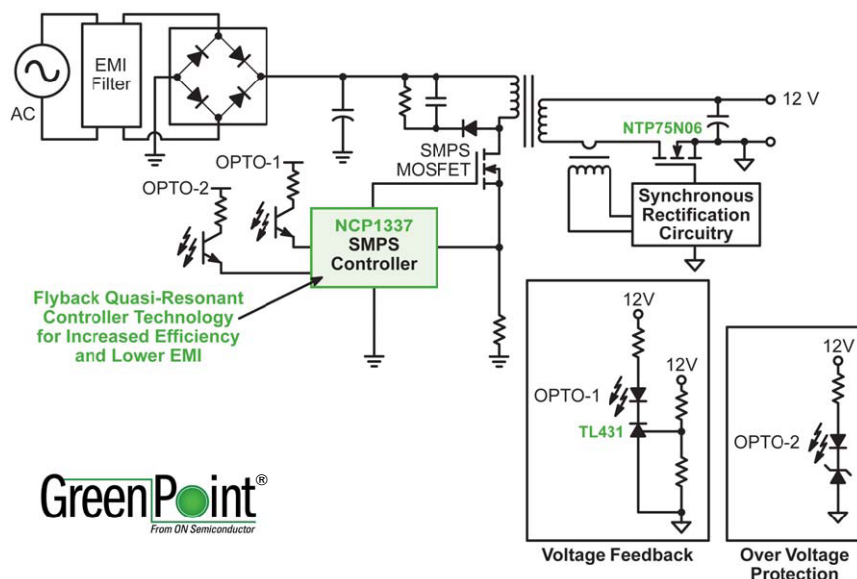 EMI
Filter
AC
12 V
NTP75N06
OPTO-1
SMPS
MOSFET
OPTO-2
Synchronous
Rectification
Circuitry
NCP1337
SMPS
Controller
Flyback Quasi-Resonant
Controller Technology
for Increased Efficiency
and Lower EMI
12V
12V
OPTO-1
TL431
Voltage Feedback
12V
OPTO-2
Over Voltage
Protection
GreenPoint®
From ON Semiconductor